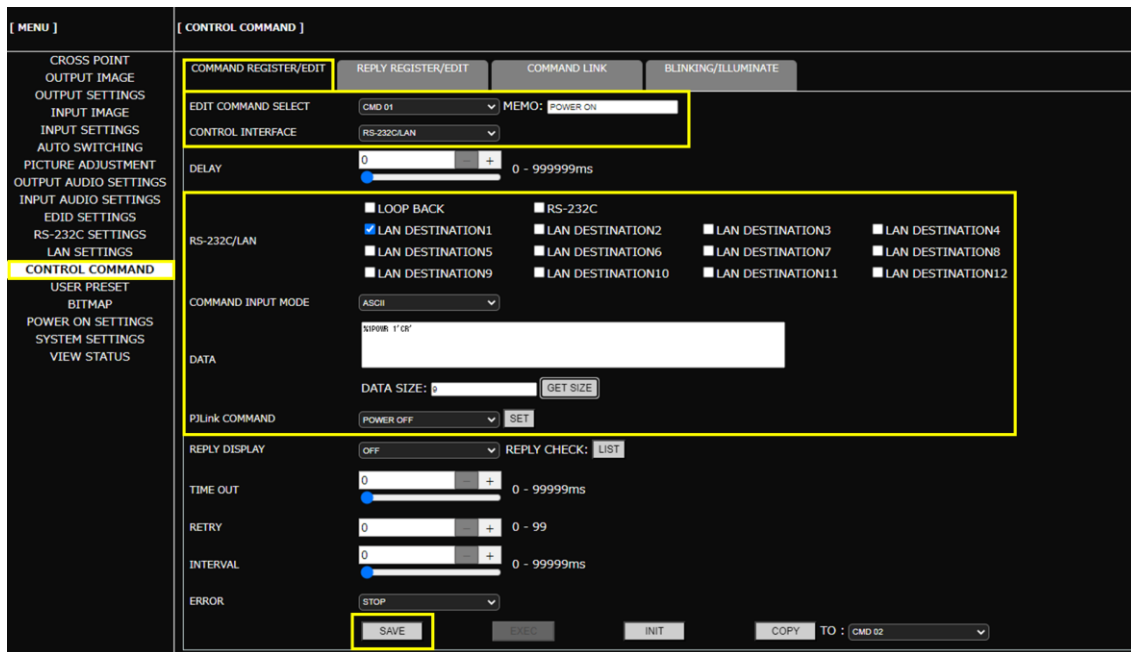 [ MENU ]
[ CONTROL COMMAND ]
CROSS POINT
OUTPUT IMAGE
OUTPUT SETTINGS
INPUT IMAGE
INPUT SETTINGS
AUTO SWITCHING
PICTURE ADJUSTMENT
OUTPUT AUDIO SETTINGS
INPUT AUDIO SETTINGS
EDID SETTINGS
RS-232C SETTINGS
LAN SETTINGS
CONTROL COMMAND
USER PRESET
BITMAP
POWER ON SETTINGS
SYSTEM SETTINGS
VIEW STATUS
COMMAND REGISTER/EDIT REPLY REGISTER/EDIT COMMAND LINK BLINKING/ILLUMINATE
EDIT COMMAND SELECT CMD 01 MEMO: POWER ON
CONTROL INTERFACE RS-232C/LAN
DELAY 0 − + 0 - 999999ms
RS-232C/LAN
LOOP BACK RS-232C
LAN DESTINATION1 LAN DESTINATION2 LAN DESTINATION3 LAN DESTINATION4
LAN DESTINATION5 LAN DESTINATION6 LAN DESTINATION7 LAN DESTINATION8
LAN DESTINATION9 LAN DESTINATION10 LAN DESTINATION11 LAN DESTINATION12
COMMAND INPUT MODE ASCII
DATA
%1POWR 1'CR'
DATA SIZE: 9 GET SIZE
PJLink COMMAND POWER OFF SET
REPLY DISPLAY OFF REPLY CHECK: LIST
TIME OUT 0 − + 0 - 99999ms
RETRY 0 − + 0 - 99
INTERVAL 0 − + 0 - 99999ms
ERROR STOP
SAVE EXEC INIT COPY TO : CMD 02